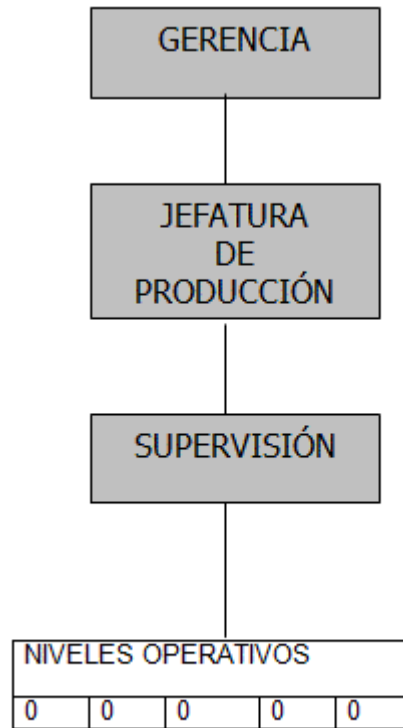 GERENCIA
JEFATURA
DE
PRODUCCIÓN
SUPERVISIÓN
NIVELES OPERATIVOS
0 0 0 0 0